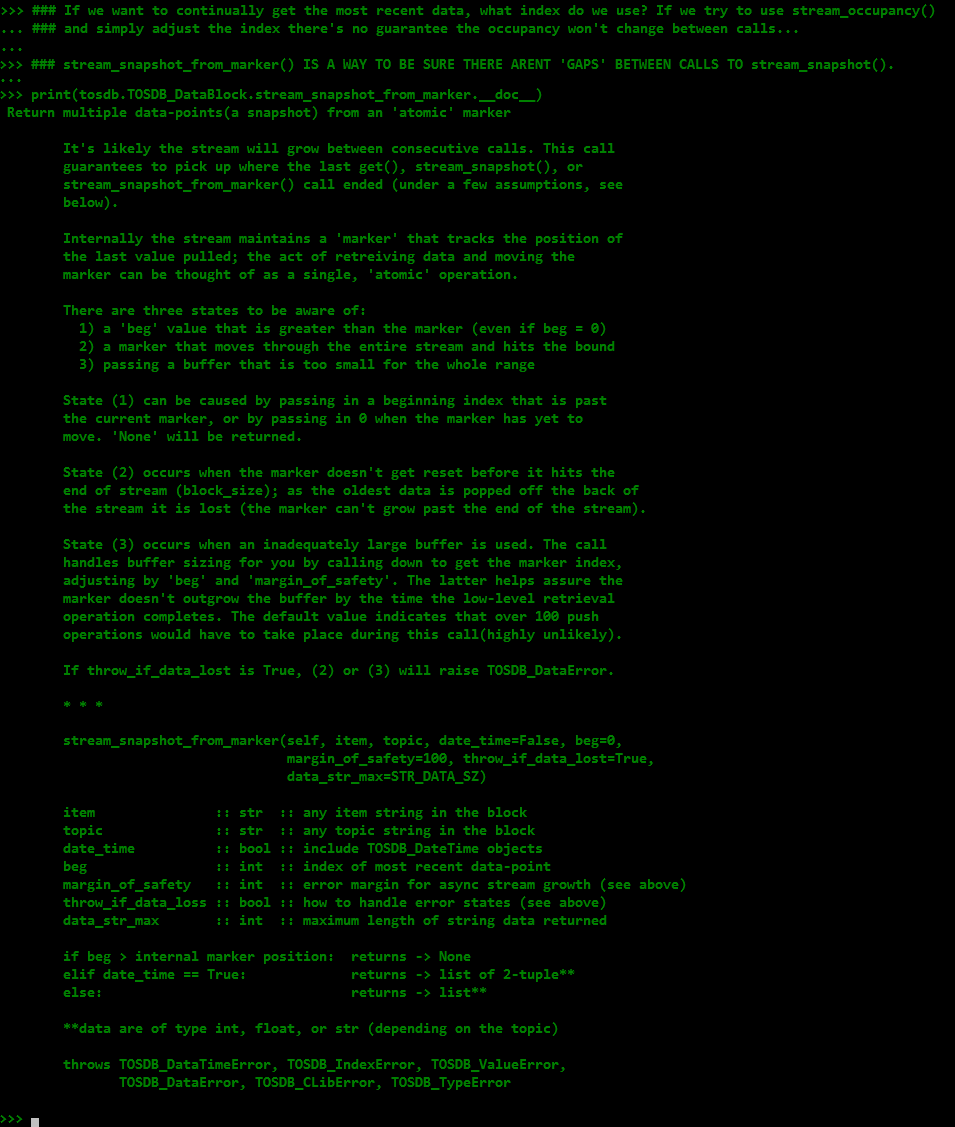 >>> ### If we want to continually get the most recent data, what index do we use? If we try to use stream_occupancy()
... ### and simply adjust the index there's no guarantee the occupancy won't change between calls...
...
>>> ### stream_snapshot_from_marker() IS A WAY TO BE SURE THERE ARENT 'GAPS' BETWEEN CALLS TO stream_snapshot().
...
>>> print(tosdb.TOSDB_DataBlock.stream_snapshot_from_marker.__doc__)
 Return multiple data-points(a snapshot) from an 'atomic' marker

        It's likely the stream will grow between consecutive calls. This call
        guarantees to pick up where the last get(), stream_snapshot(), or
        stream_snapshot_from_marker() call ended (under a few assumptions, see
        below).

        Internally the stream maintains a 'marker' that tracks the position of
        the last value pulled; the act of retreiving data and moving the
        marker can be thought of as a single, 'atomic' operation.

        There are three states to be aware of:
          1) a 'beg' value that is greater than the marker (even if beg = 0)
          2) a marker that moves through the entire stream and hits the bound
          3) passing a buffer that is too small for the whole range

        State (1) can be caused by passing in a beginning index that is past
        the current marker, or by passing in 0 when the marker has yet to
        move. 'None' will be returned.

        State (2) occurs when the marker doesn't get reset before it hits the
        end of stream (block_size); as the oldest data is popped off the back of
        the stream it is lost (the marker can't grow past the end of the stream).

        State (3) occurs when an inadequately large buffer is used. The call
        handles buffer sizing for you by calling down to get the marker index,
        adjusting by 'beg' and 'margin_of_safety'. The latter helps assure the
        marker doesn't outgrow the buffer by the time the low-level retrieval
        operation completes. The default value indicates that over 100 push
        operations would have to take place during this call(highly unlikely).

        If throw_if_data_lost is True, (2) or (3) will raise TOSDB_DataError.

        * * *

        stream_snapshot_from_marker(self, item, topic, date_time=False, beg=0,
                                    margin_of_safety=100, throw_if_data_lost=True,
                                    data_str_max=STR_DATA_SZ)

        item               :: str  :: any item string in the block
        topic              :: str  :: any topic string in the block
        date_time          :: bool :: include TOSDB_DateTime objects
        beg                :: int  :: index of most recent data-point
        margin_of_safety   :: int  :: error margin for async stream growth (see above)
        throw_if_data_loss :: bool :: how to handle error states (see above)
        data_str_max       :: int  :: maximum length of string data returned

        if beg > internal marker position:  returns -> None
        elif date_time == True:             returns -> list of 2-tuple**
        else:                               returns -> list**

        **data are of type int, float, or str (depending on the topic)

        throws TOSDB_DataTimeError, TOSDB_IndexError, TOSDB_ValueError,
               TOSDB_DataError, TOSDB_CLibError, TOSDB_TypeError

>>>